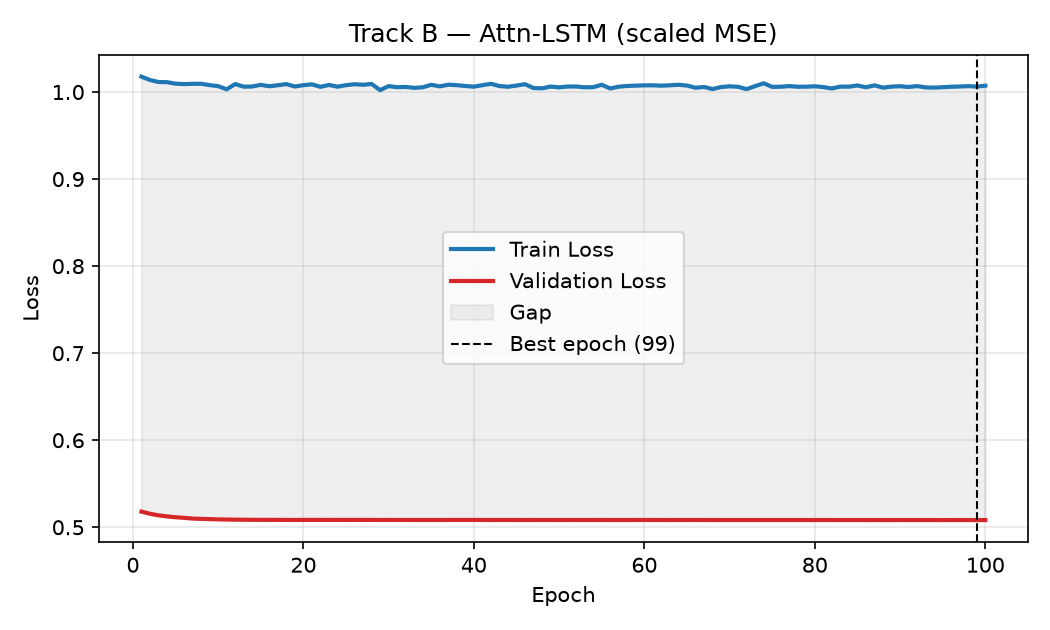 Track B — Attn-LSTM (scaled MSE)
1.0
0.9
0.8
0.7
0.6
0.5
Loss
Train Loss
Validation Loss
Gap
Best epoch (99)
0 20 40 60 80 100
Epoch